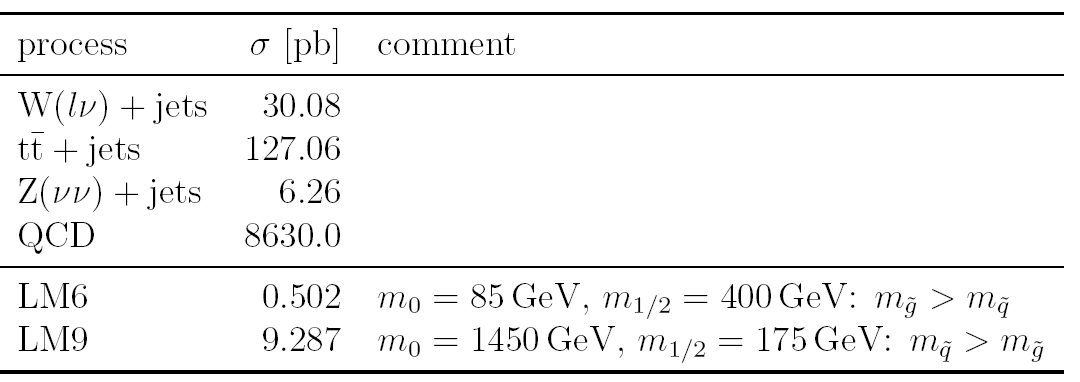 process σ [pb] comment
W(lν) + jets 30.08
tt̄ + jets 127.06
Z(νν) + jets 6.26
QCD 8630.0
LM6 0.502 m₀ = 85 GeV, m₁/₂ = 400 GeV: m_g̃ > m_q̃
LM9 9.287 m₀ = 1450 GeV, m₁/₂ = 175 GeV: m_q̃ > m_g̃